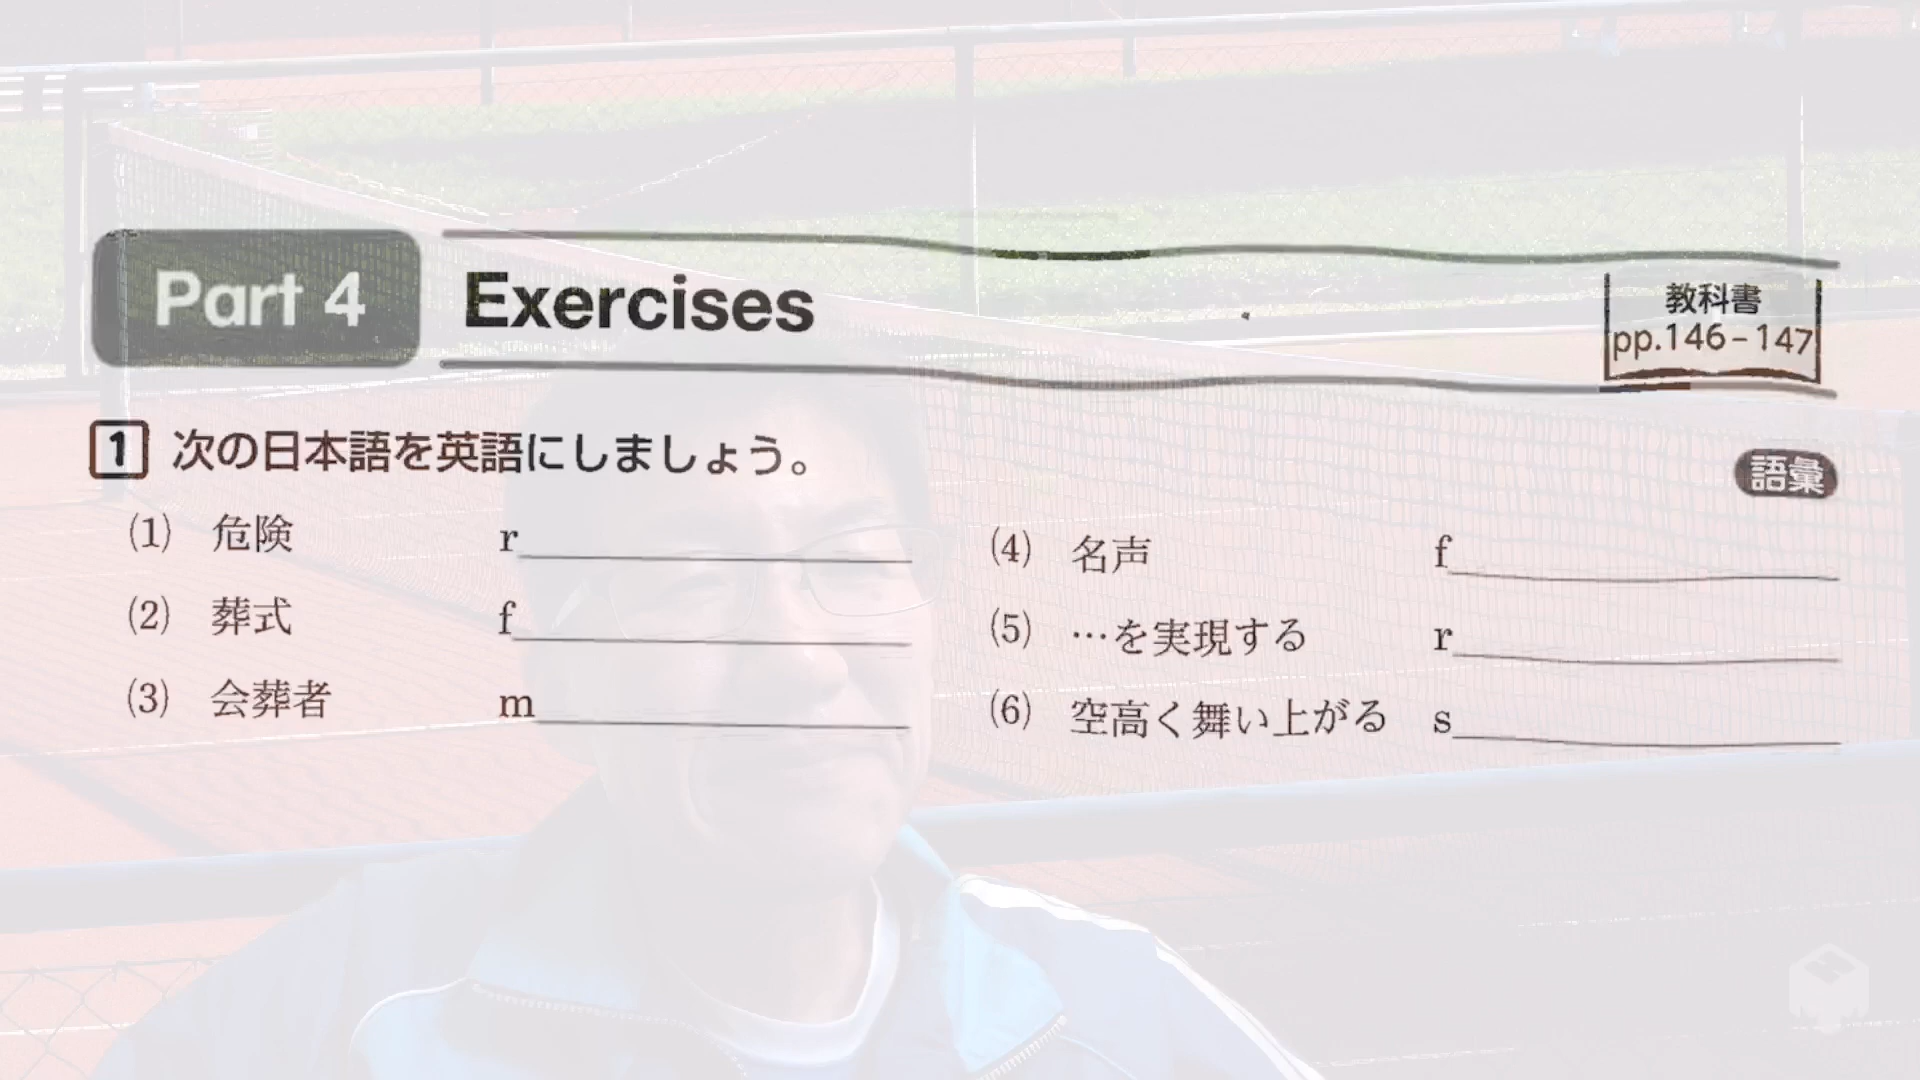 Part 4 Exercises
教科書
pp.146-147
1 次の日本語を英語にしましょう。
語彙
(1) 危険 r
(2) 葬式 f
(3) 会葬者 m
(4) 名声 f
(5) …を実現する r
(6) 空高く舞い上がる s